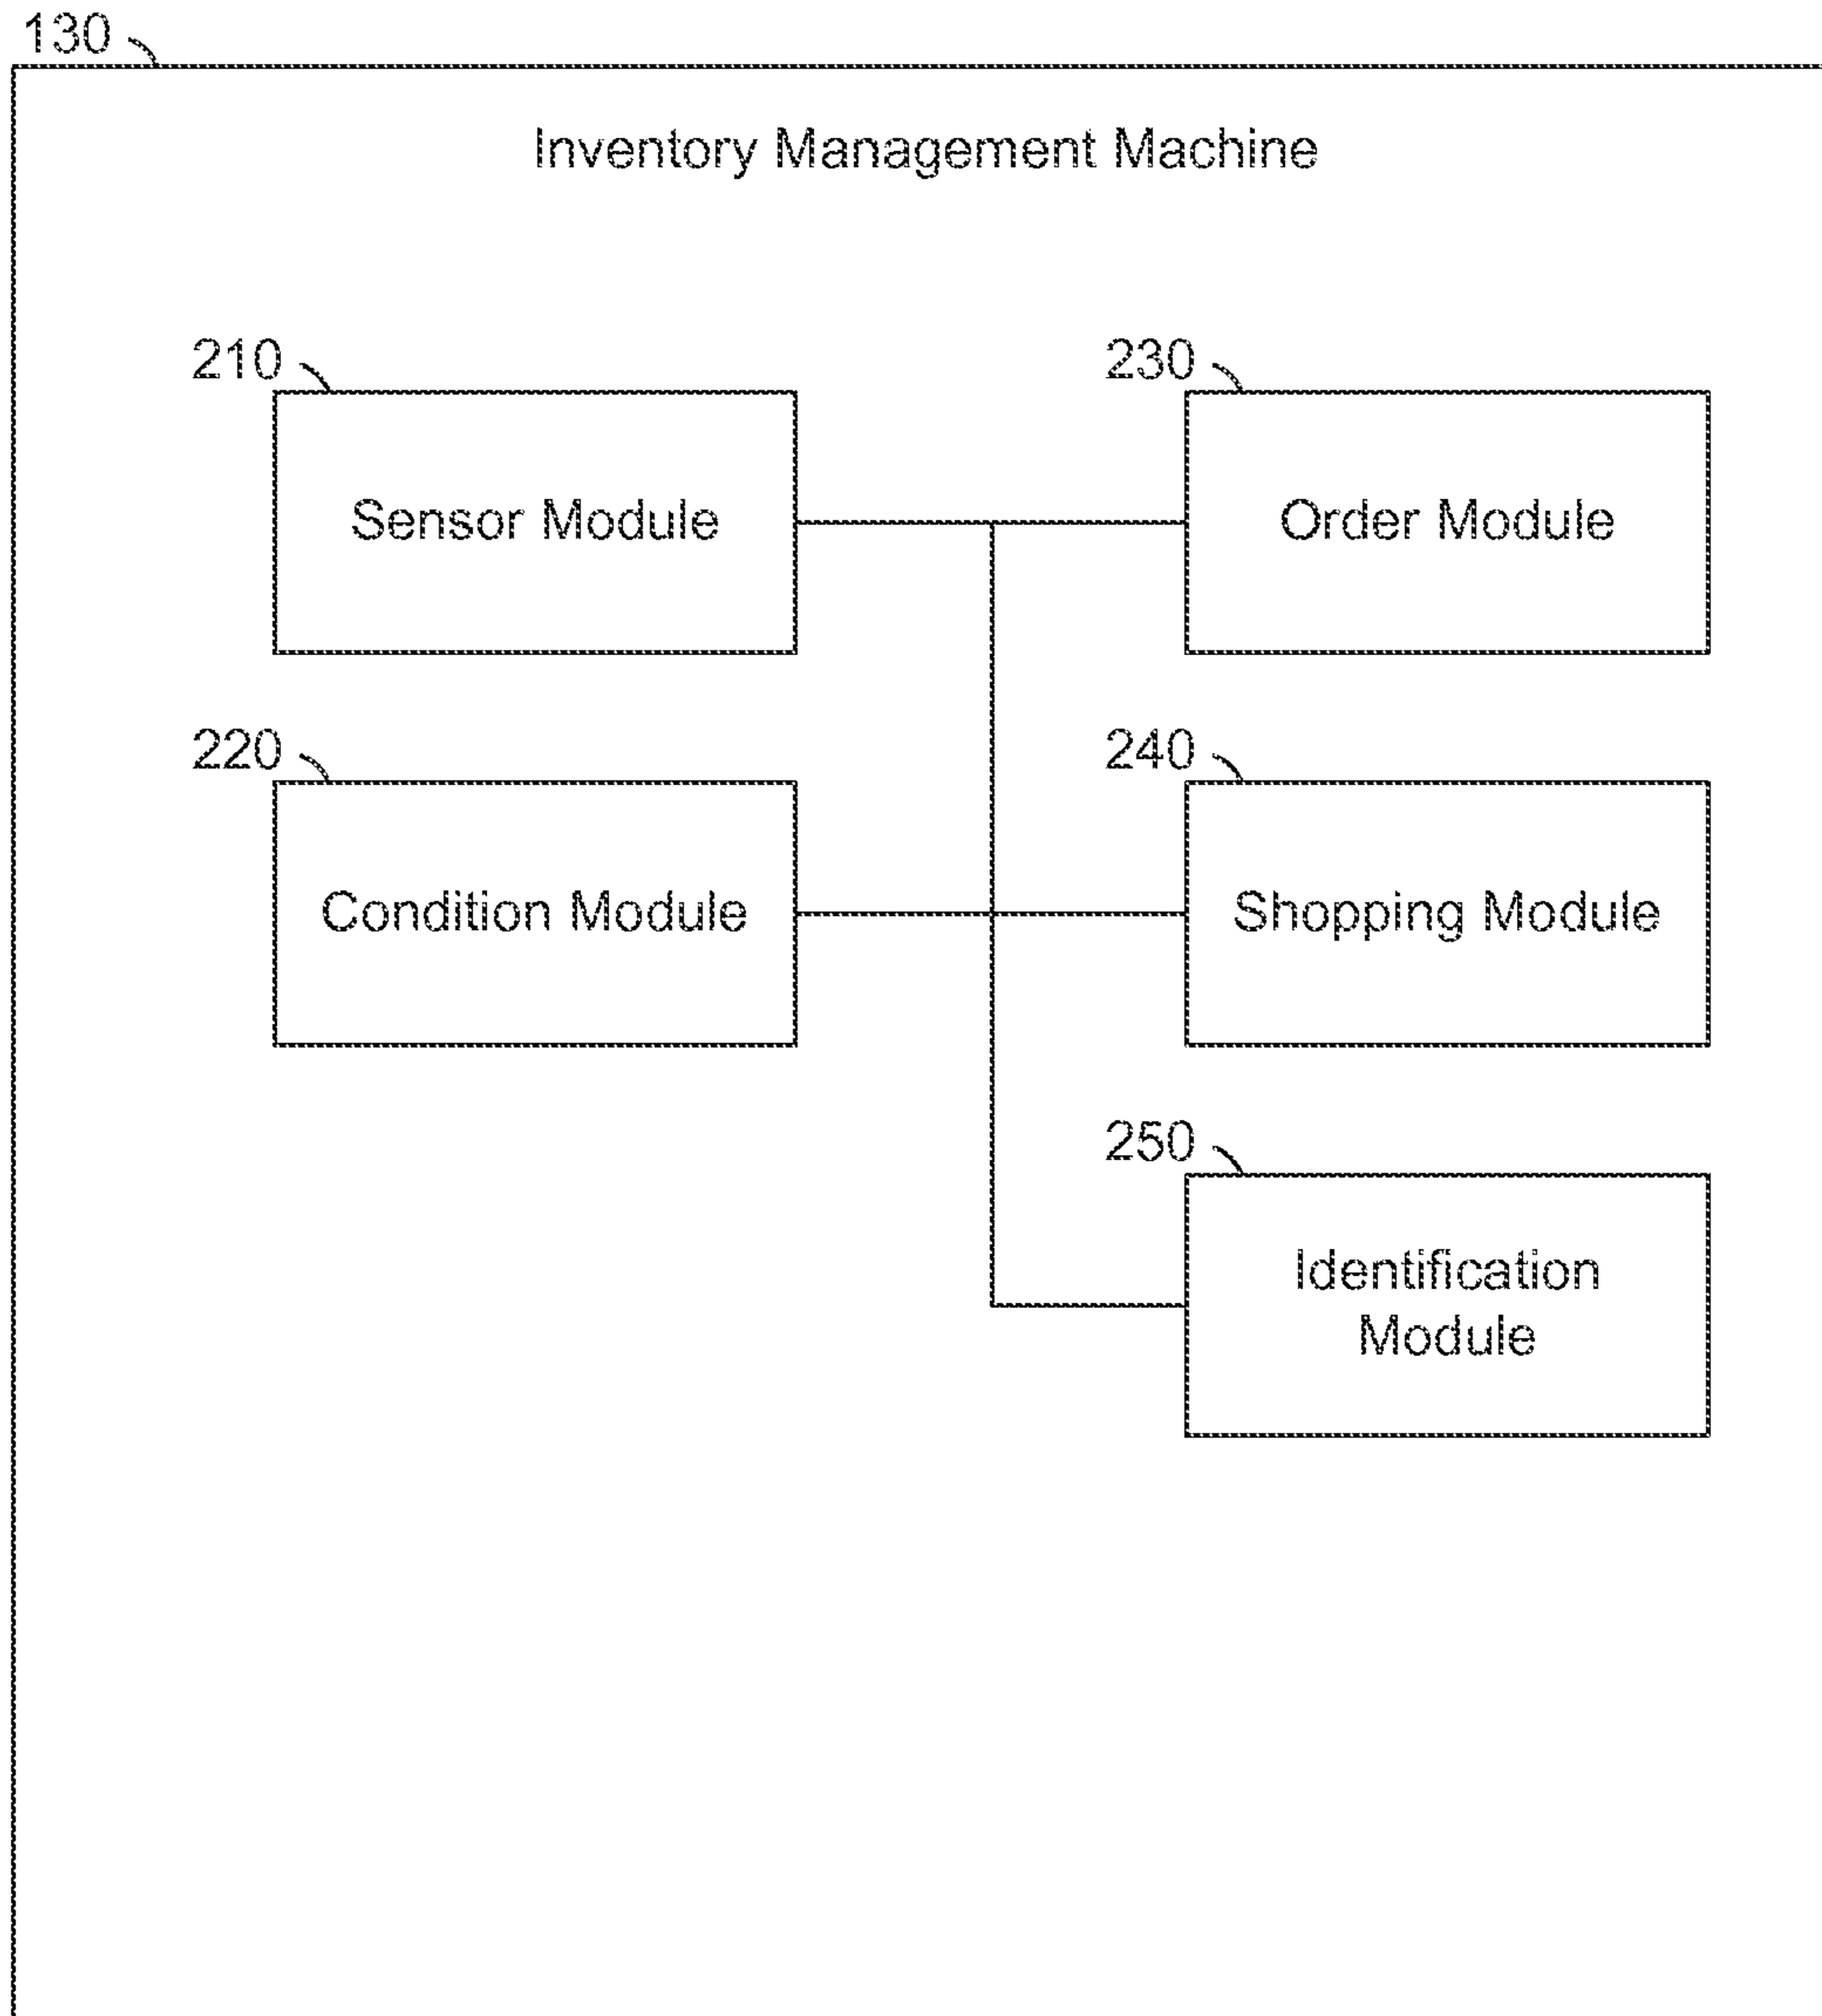 130
Inventory Management Machine
210
Sensor Module
230
Order Module
220
Condition Module
240
Shopping Module
250
Identification
Module